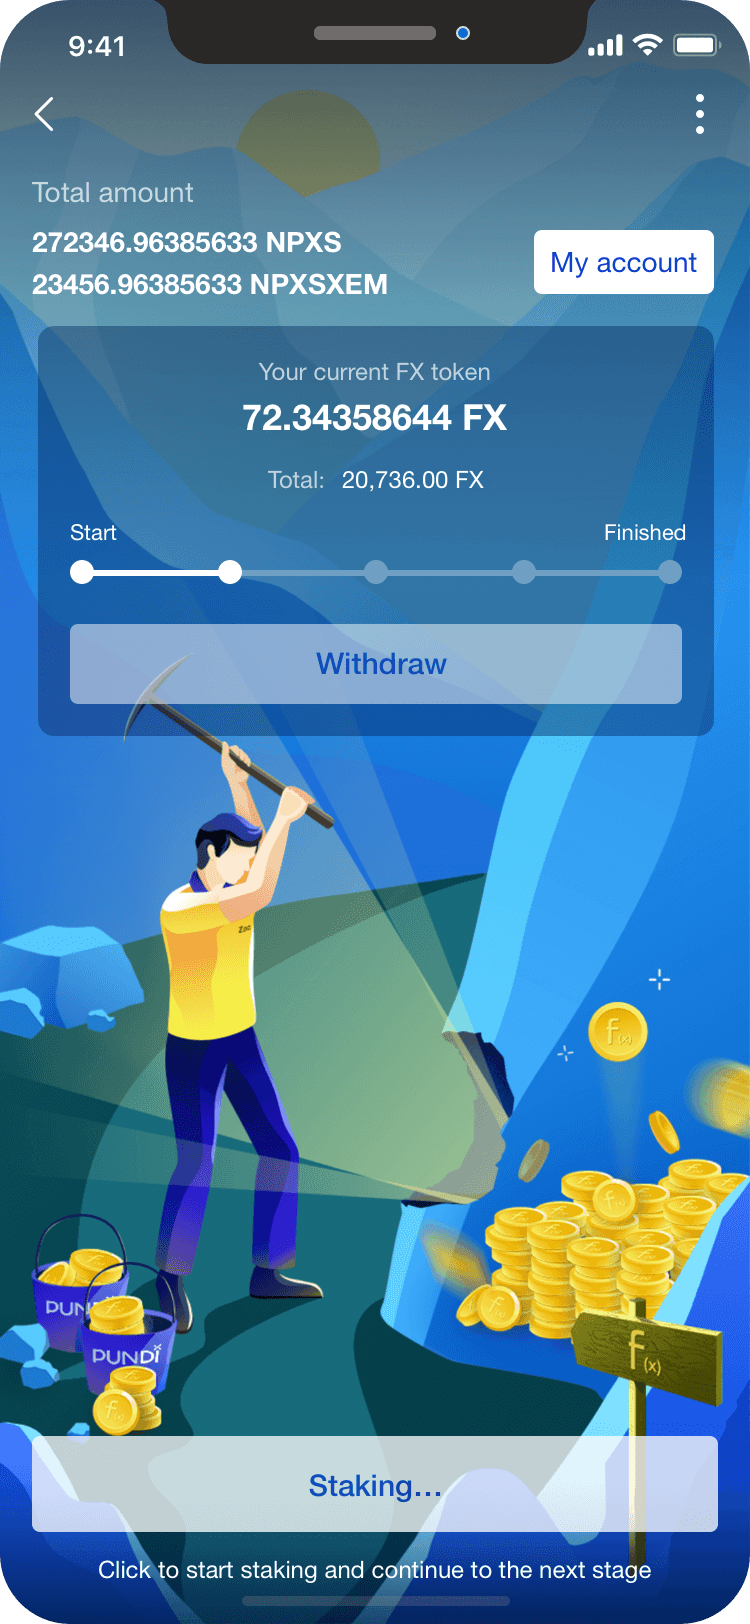 9:41
Total amount
272346.96385633 NPXS
23456.96385633 NPXSXEM
My account
Your current FX token
72.34358644 FX
Total: 20,736.00 FX
Start Finished
Withdraw
f(x)
PUNDI
f(x)
Staking...
Click to start staking and continue to the next stage